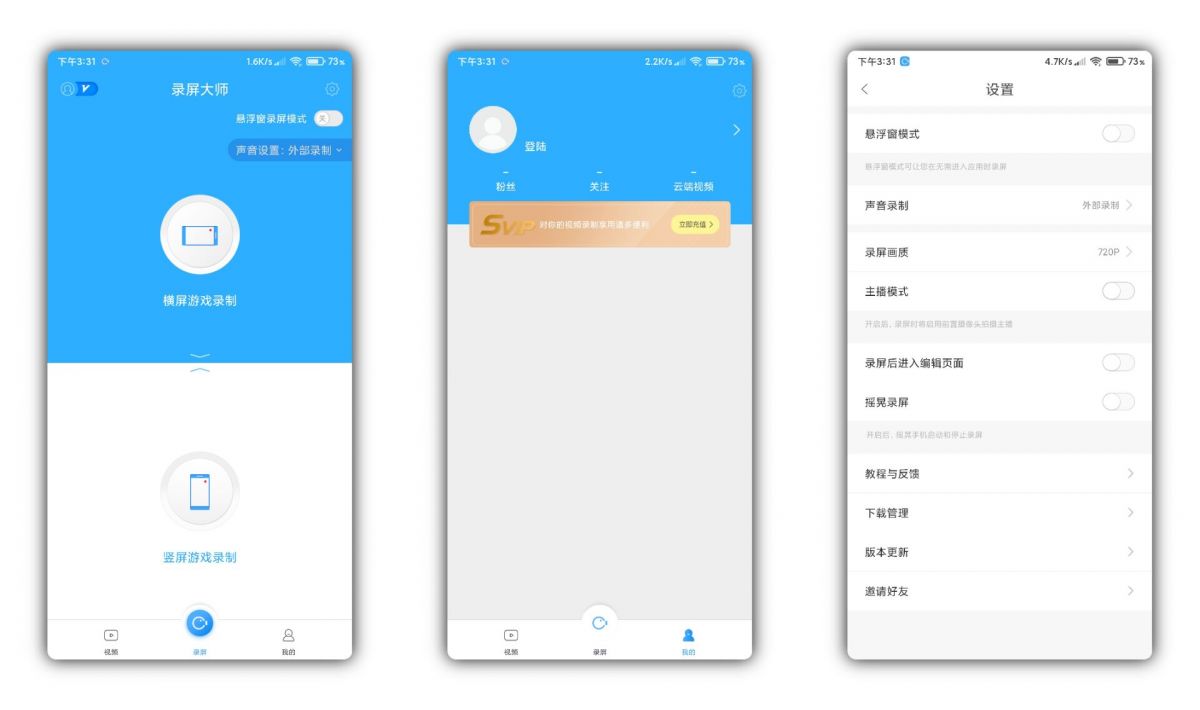 下午3:31
1.6K/s
73%
V
录屏大师
悬浮窗录屏模式
关
声音设置：外部录制
横屏游戏录制
竖屏游戏录制
视频
录屏
我的
下午3:31
2.2K/s
73%
登陆
-
-
-
粉丝
关注
云端视频
SVIP
对你的视频录制享用诸多便利
立即充值
视频
录屏
我的
下午3:31
4.7K/s
73%
设置
悬浮窗模式
悬浮窗模式可让您在无需进入应用时录屏
声音录制
外部录制
录屏画质
720P
主播模式
开启后，录屏时将启用前置摄像头拍摄主播
录屏后进入编辑页面
摇晃录屏
开启后，摇晃手机启动和停止录屏
教程与反馈
下载管理
版本更新
邀请好友